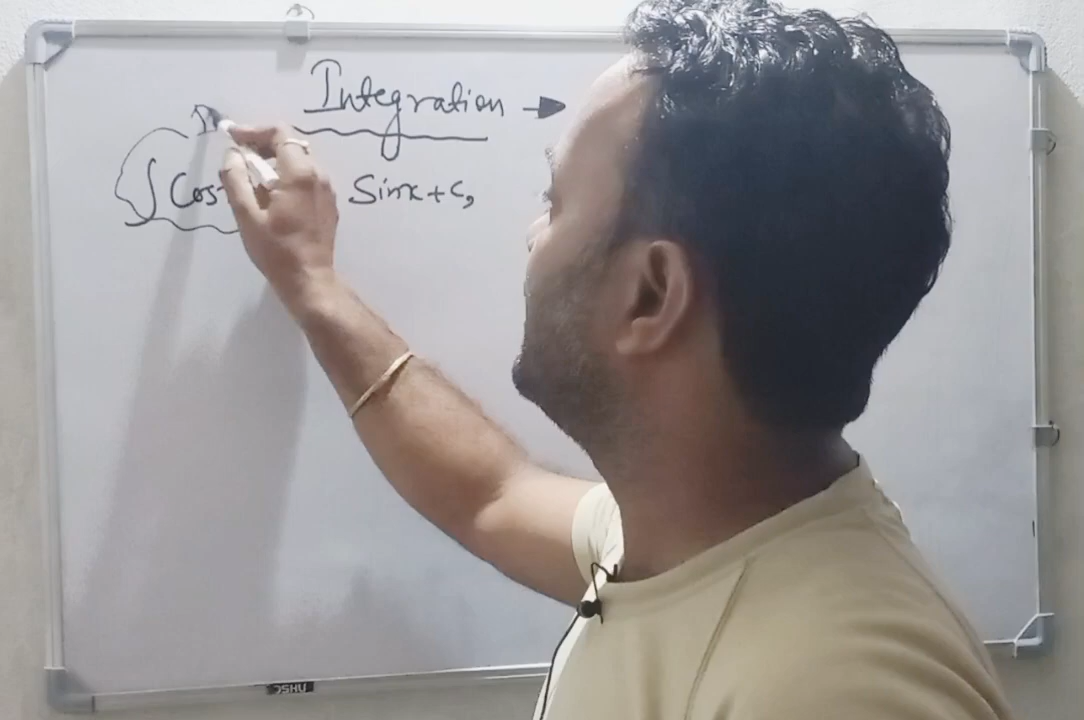 Integration →
∫ Cos Sinx + c,